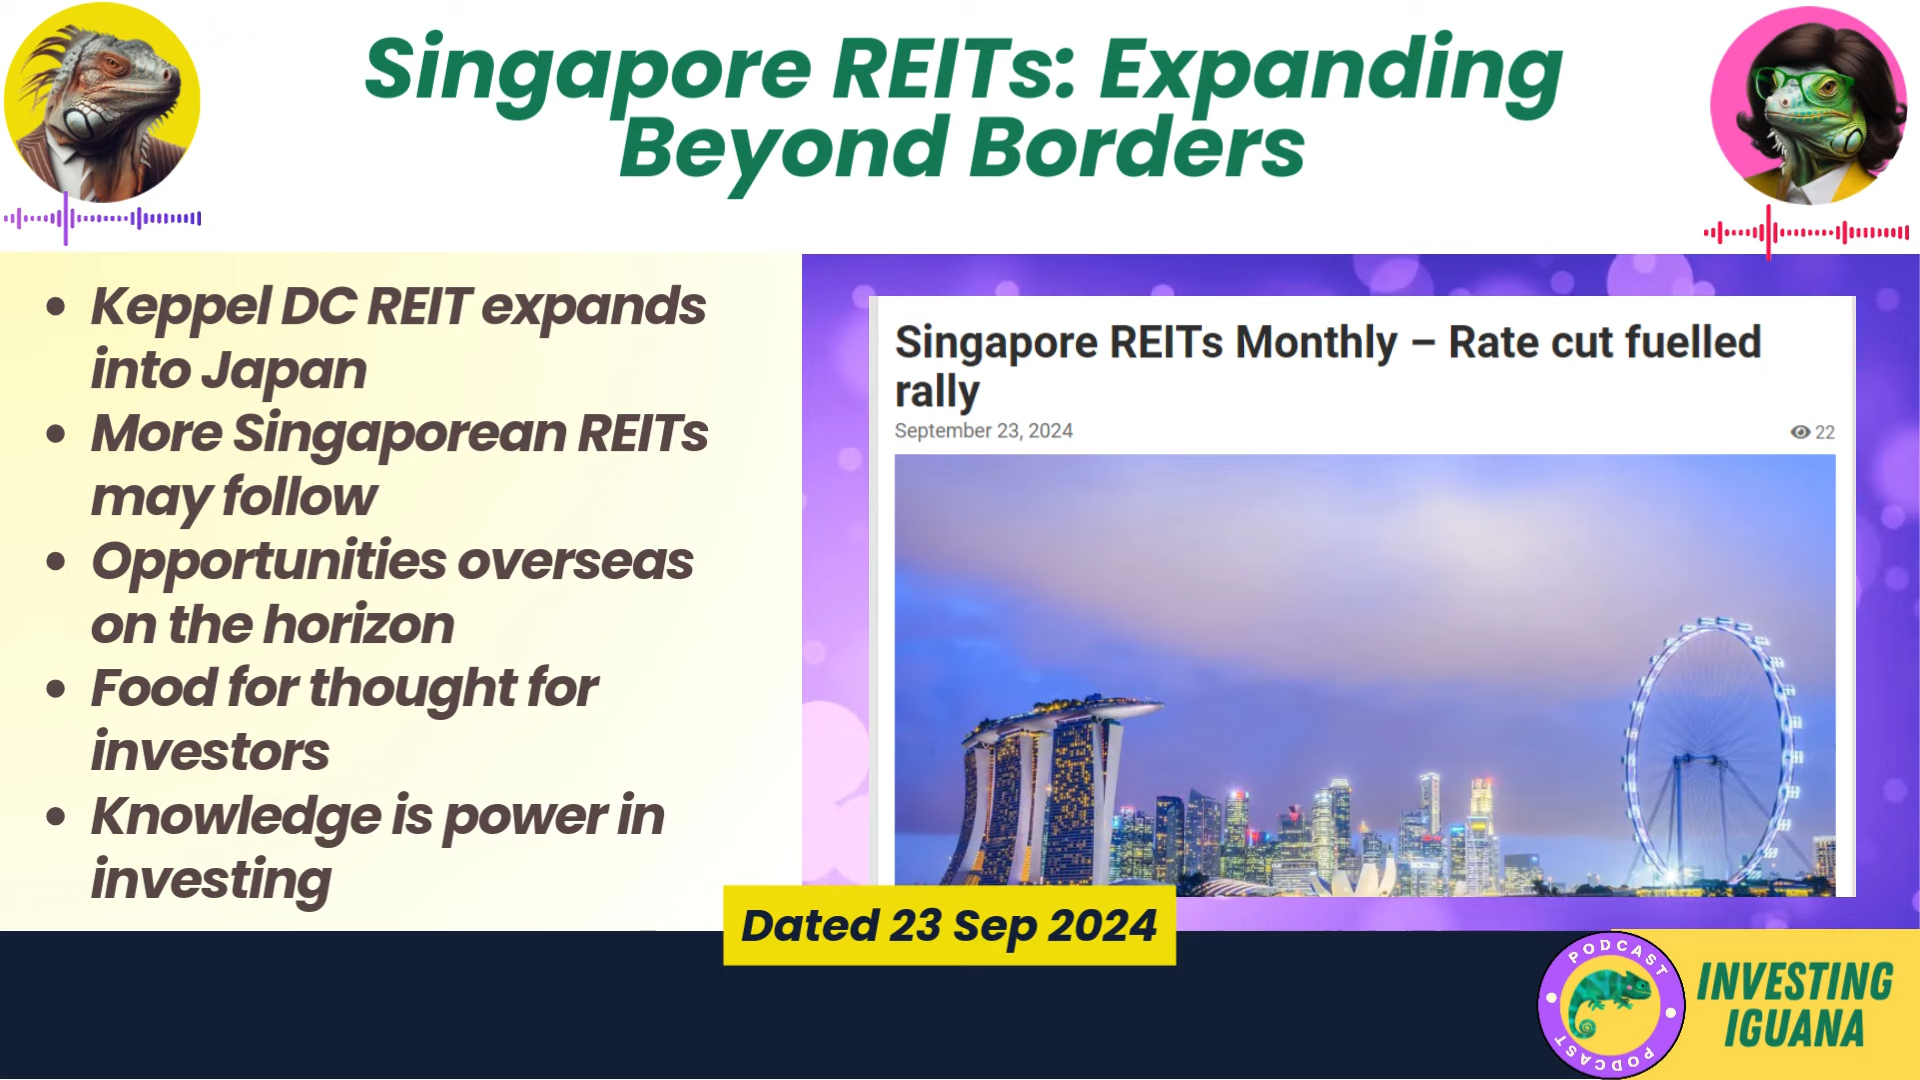 Singapore REITs: Expanding
Beyond Borders
• Keppel DC REIT expands
into Japan
• More Singaporean REITs
may follow
• Opportunities overseas
on the horizon
• Food for thought for
investors
• Knowledge is power in
investing
Singapore REITs Monthly – Rate cut fuelled
rally
September 23, 2024
22
Dated 23 Sep 2024
PODCAST
PODCAST
INVESTING
IGUANA